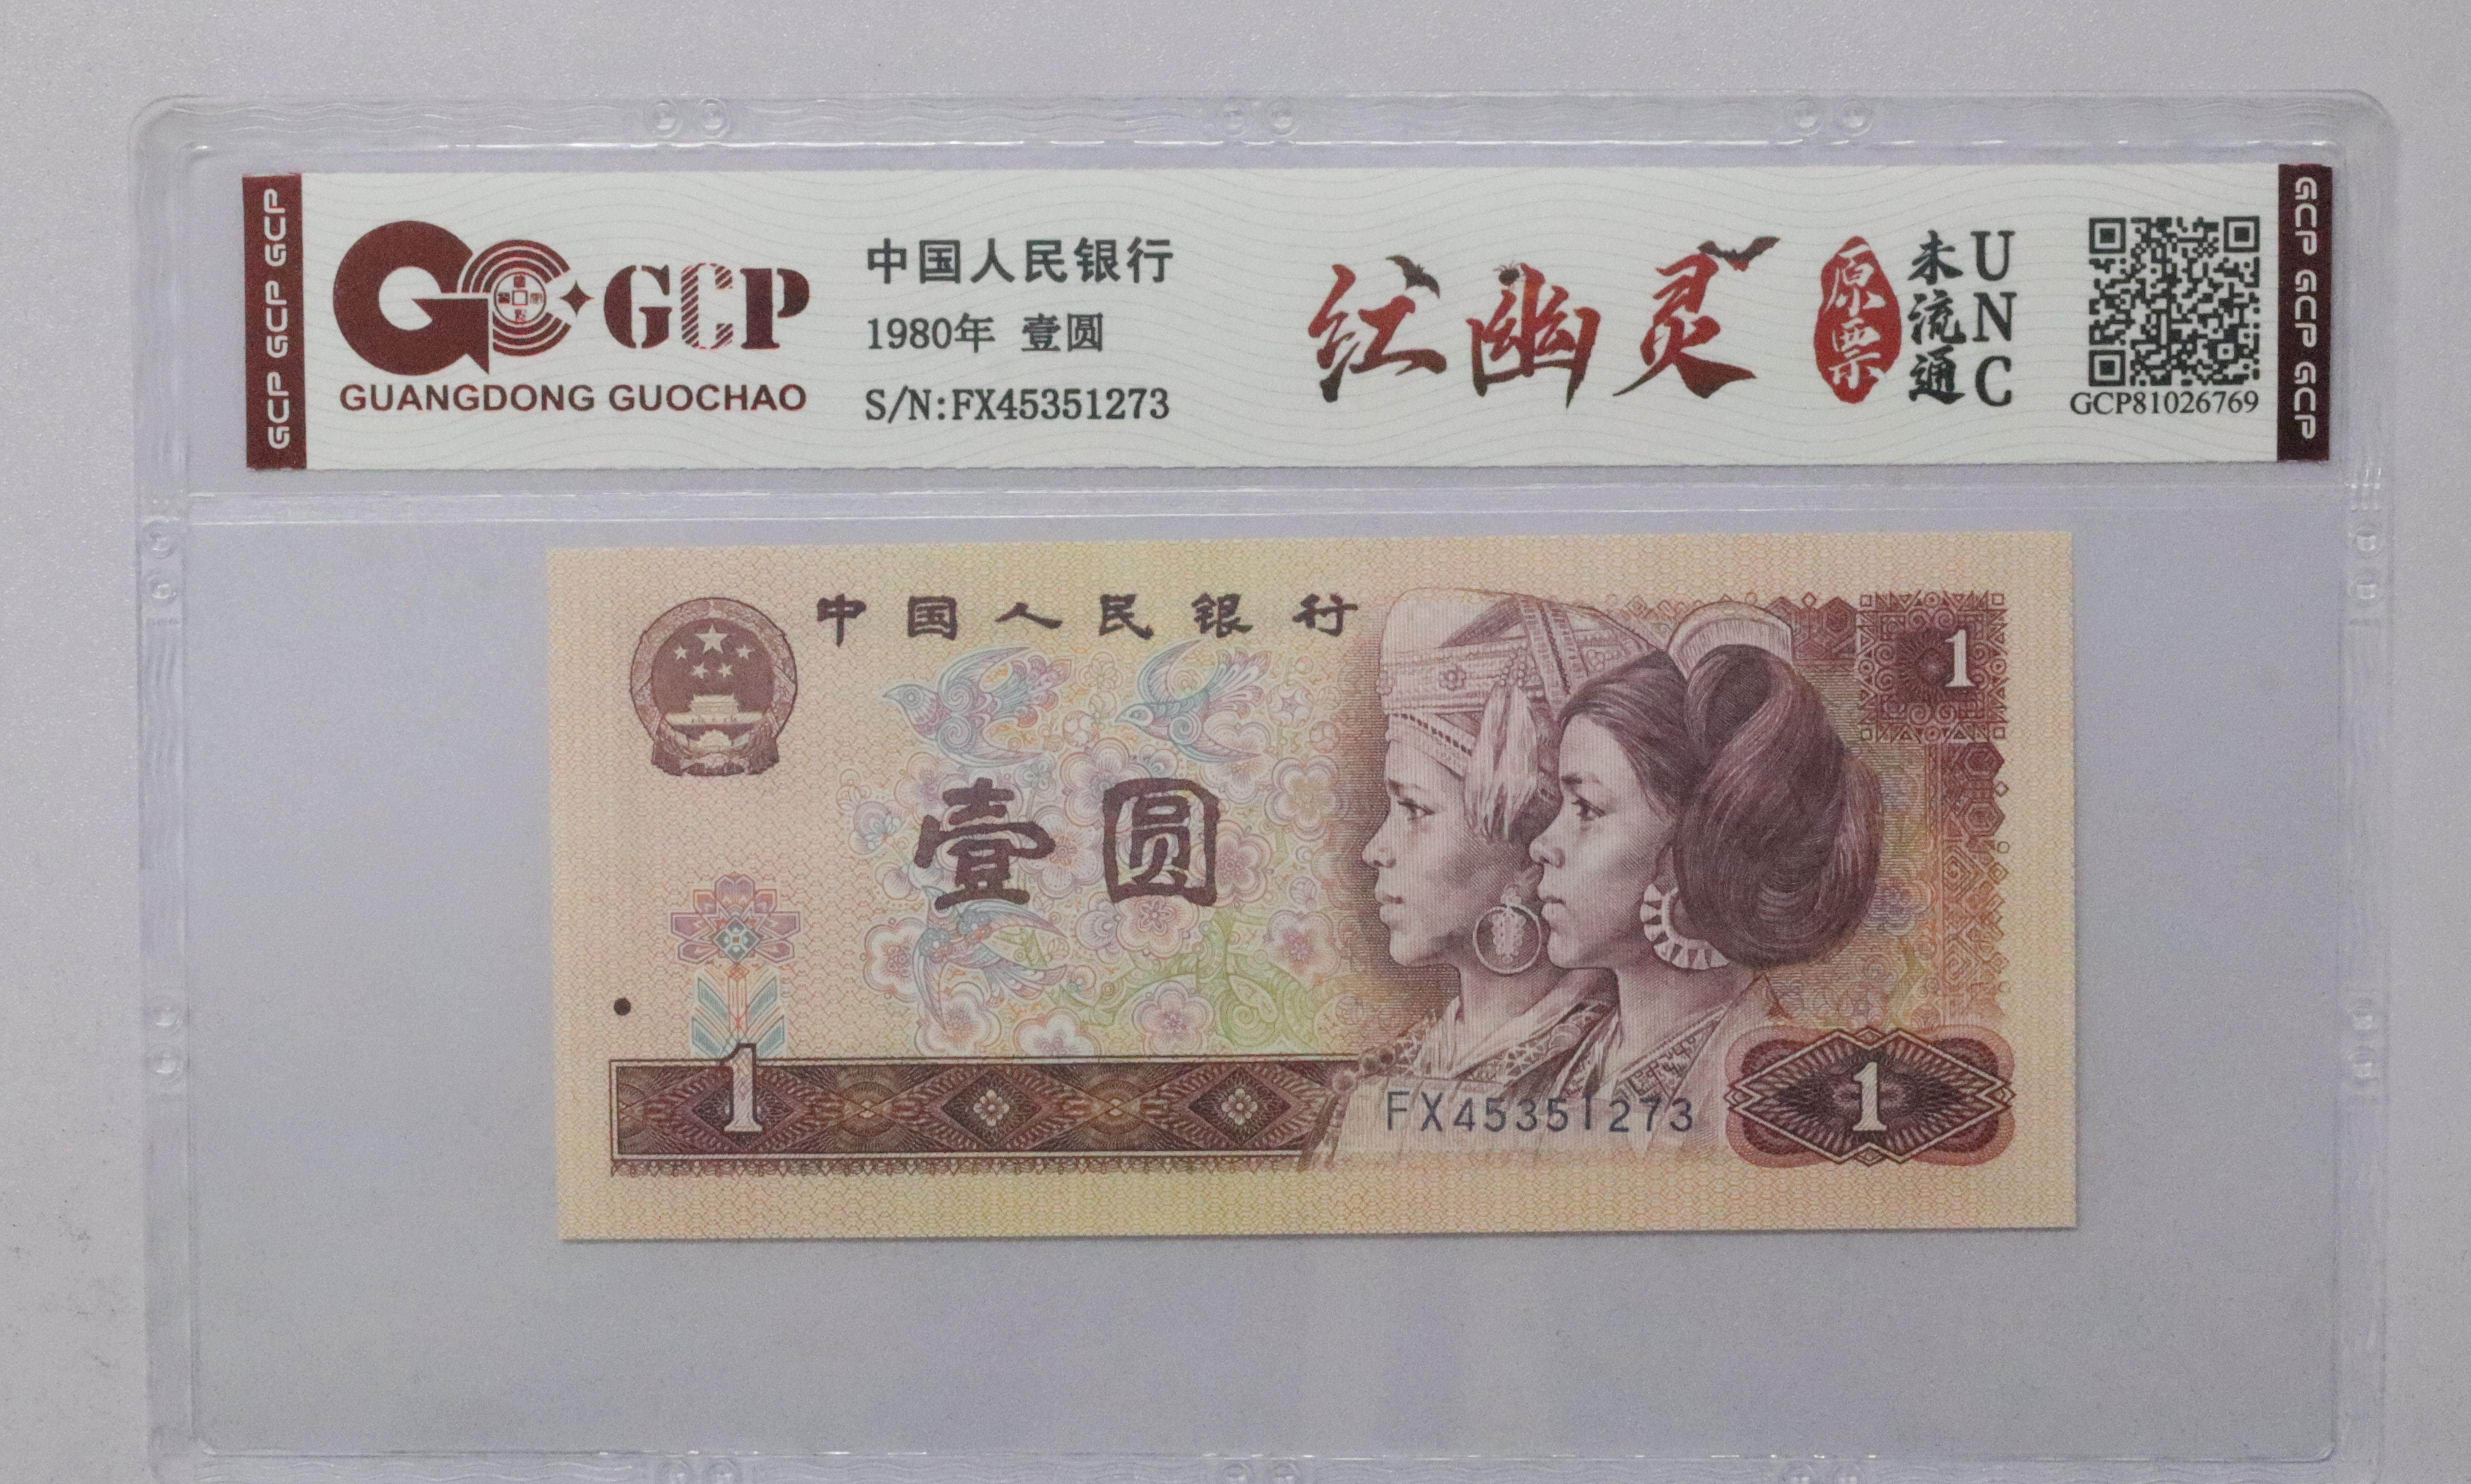 GCP GCP GCP
GCP
GUANGDONG GUOCHAO
中国人民银行
1980年 壹圆
S/N:FX45351273
红幽灵
原票
未流通
UNC
GCP81026769
GCP GCP GCP
中国人民银行
1
壹圆
1
FX45351273
1